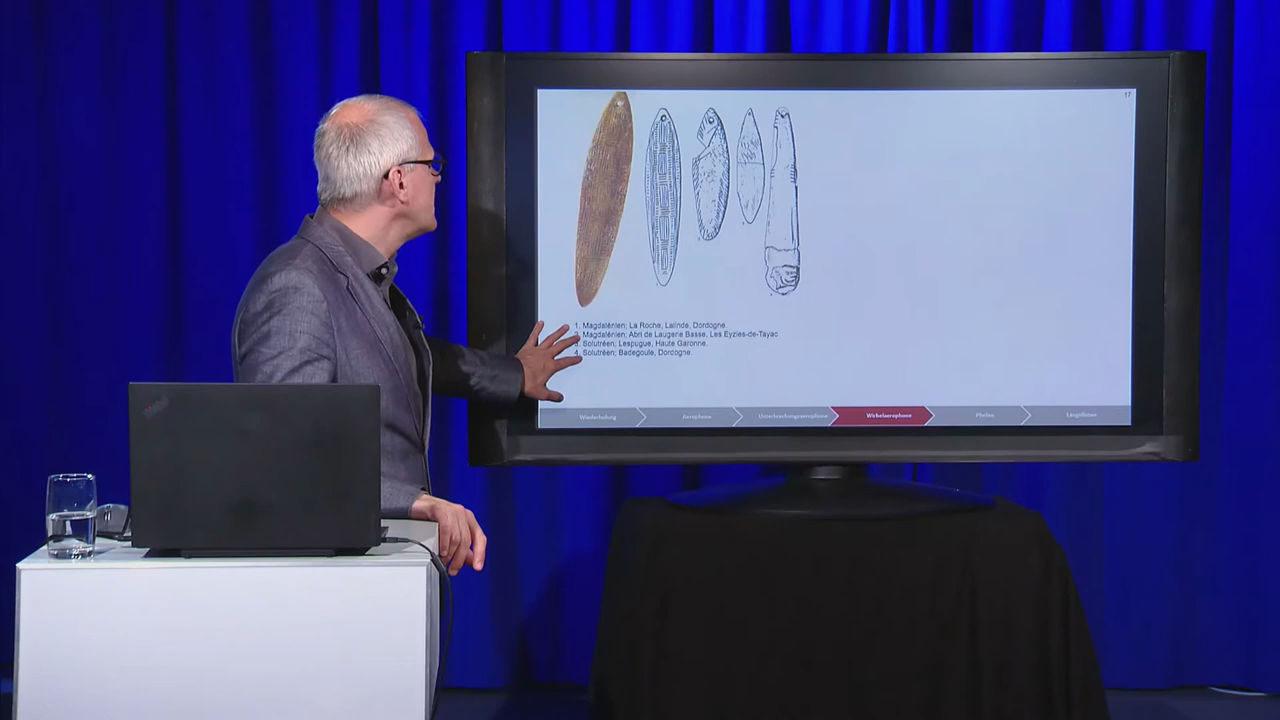 17
1. Magdalénien; La Roche, Lalinde, Dordogne.
2. Magdalénien; Abri de Laugerie Basse, Les Eyzies-de-Tayac.
3. Solutréen; Lespugue, Haute Garonne.
4. Solutréen; Badegoule, Dordogne.
Wiederholung
Aerophone
Unterbrechungsaerophone
Wirbelaerophone
Pfeifen
Längsflöten